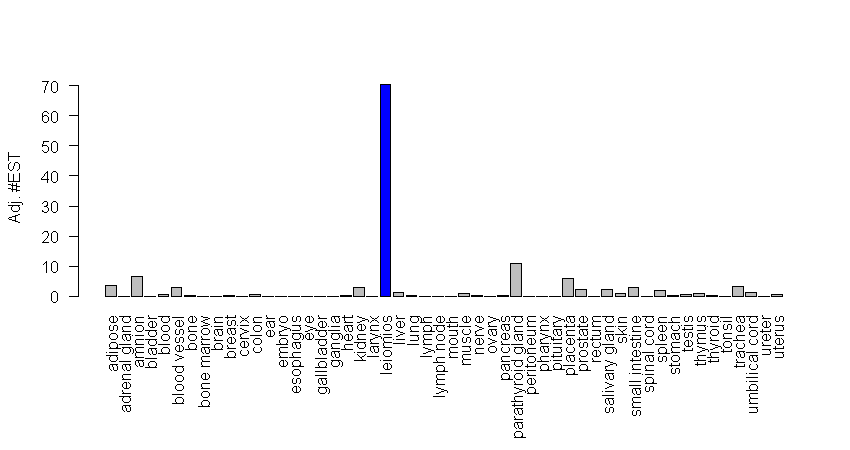 Adj. #EST
70
60
50
40
30
20
10
0
adipose
adrenal gland
amnion
bladder
blood
blood vessel
bone
bone marrow
brain
breast
cervix
colon
ear
embryo
esophagus
eye
gallbladder
ganglia
heart
kidney
larynx
leiomios
liver
lung
lymph
lymph node
mouth
muscle
nerve
ovary
pancreas
parathyroid gland
peritoneum
pharynx
pituitary
placenta
prostate
rectum
salivary gland
skin
small intestine
spinal cord
spleen
stomach
testis
thymus
thyroid
tonsil
trachea
umbilical cord
ureter
uterus